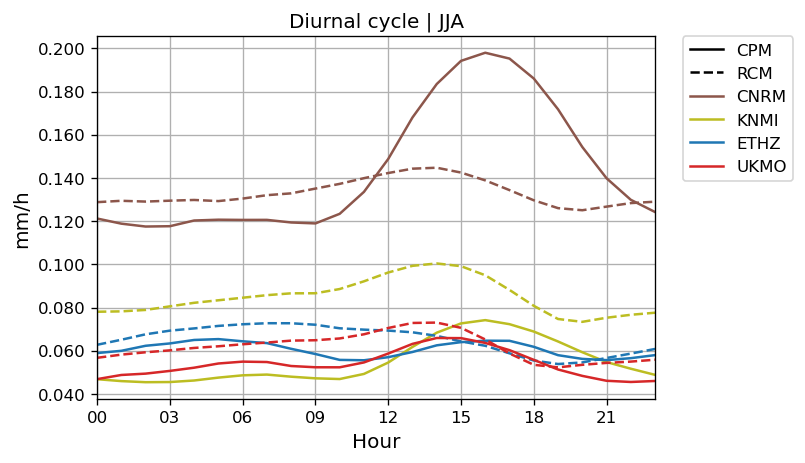 Diurnal cycle | JJA
mm/h
0.200
0.180
0.160
0.140
0.120
0.100
0.080
0.060
0.040
00 03 06 09 12 15 18 21
Hour
CPM
RCM
CNRM
KNMI
ETHZ
UKMO